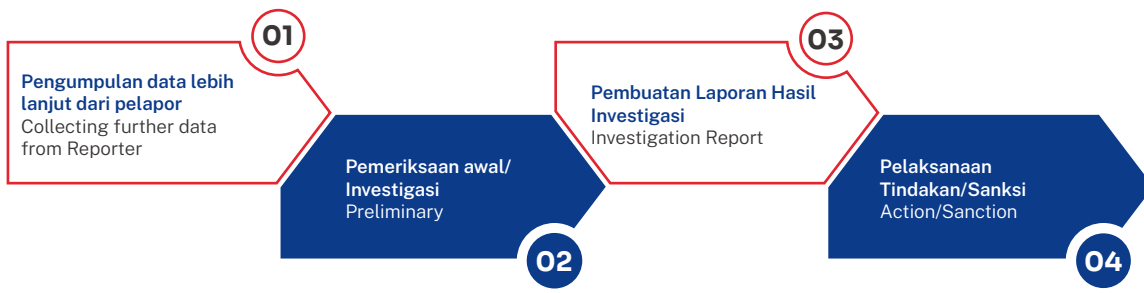 01
Pengumpulan data lebih
lanjut dari pelapor
Collecting further data
from Reporter
Pemeriksaan awal/
Investigasi
Preliminary
02
03
Pembuatan Laporan Hasil
Investigasi
Investigation Report
Pelaksanaan
Tindakan/Sanksi
Action/Sanction
04